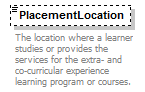 PlacementLocation
The location where a learner
studies or provides the
services for the extra- and
co-curricular experience
learning program or courses.